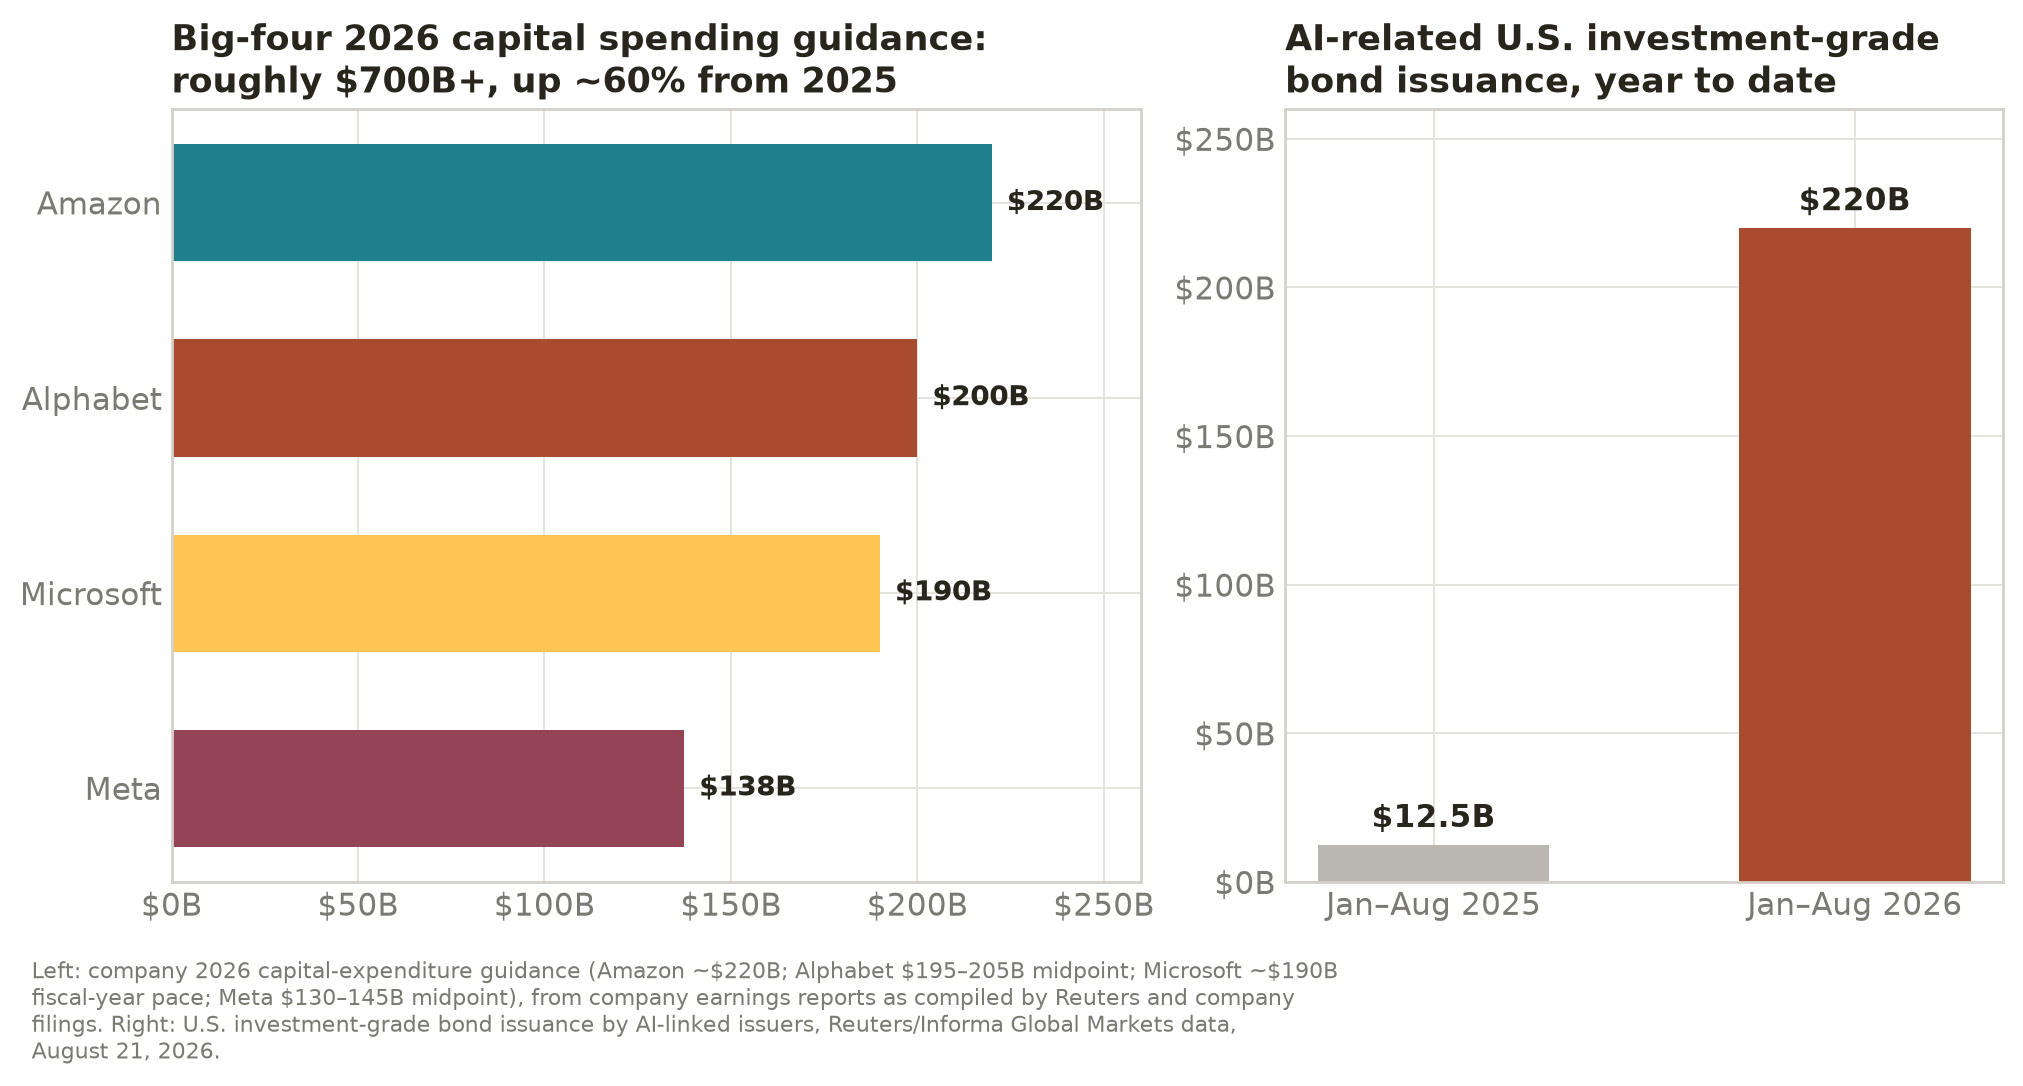 Big-four 2026 capital spending guidance:
roughly $700B+, up ~60% from 2025
Amazon
$220B
Alphabet
$200B
Microsoft
$190B
Meta
$138B
$0B
$50B
$100B
$150B
$200B
$250B
AI-related U.S. investment-grade
bond issuance, year to date
$250B
$200B
$150B
$100B
$50B
$0B
$220B
$12.5B
Jan–Aug 2025
Jan–Aug 2026
Left: company 2026 capital-expenditure guidance (Amazon ~$220B; Alphabet $195–205B midpoint; Microsoft ~$190B
fiscal-year pace; Meta $130–145B midpoint), from company earnings reports as compiled by Reuters and company
filings. Right: U.S. investment-grade bond issuance by AI-linked issuers, Reuters/Informa Global Markets data,
August 21, 2026.